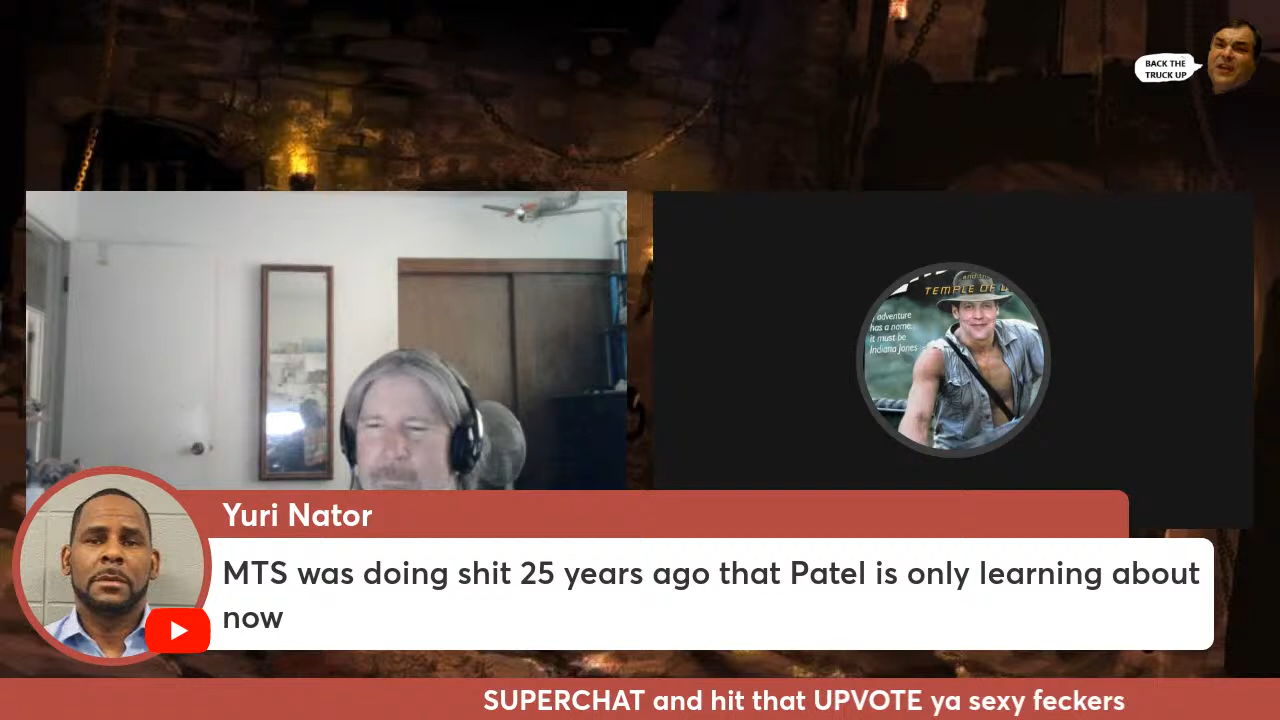 BACK THE
TRUCK UP
TEMPLE OF
adventure
has a name..
it must be
Indiana Jones
Yuri Nator
MTS was doing shit 25 years ago that Patel is only learning about
now
SUPERCHAT and hit that UPVOTE ya sexy feckers